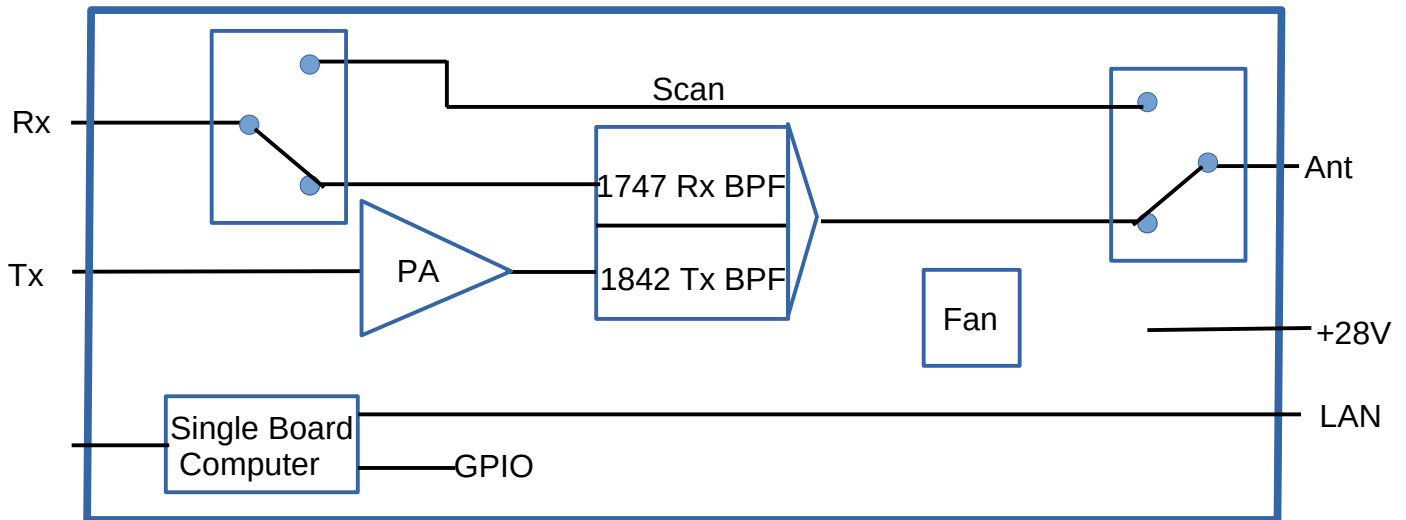 Scan
Rx
1747 Rx BPF
Ant
Tx
PA
1842 Tx BPF
Fan
+28V
Single Board
Computer
LAN
GPIO